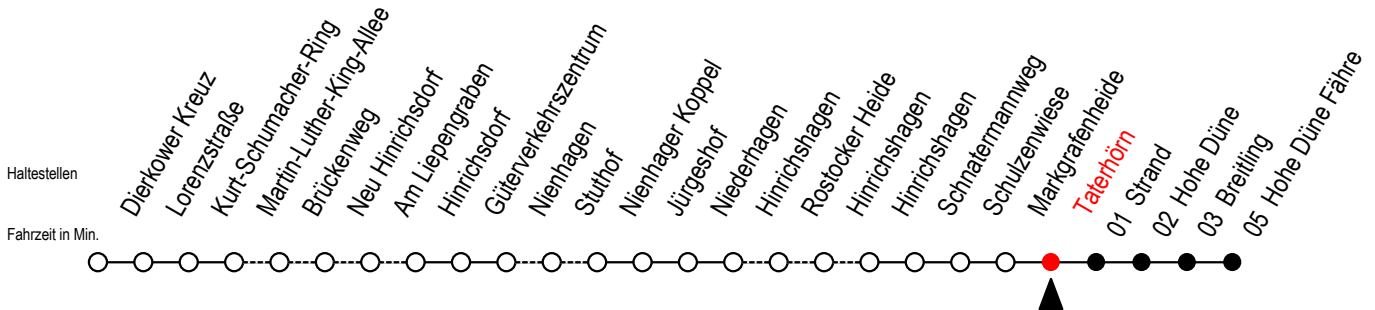 Haltestellen
Fahrzeit in Min.
Dierkower Kreuz
Lorenzstraße
Kurt-Schumacher-Ring
Martin-Luther-King-Allee
Brückenweg
Neu Hinrichsdorf
Am Liepengraben
Hinrichsdorf
Güterverkehrszentrum
Nienhagen
Stuthof
Nienhager Koppel
Jürgeshof
Niederhagen
Hinrichshagen
Rostocker Heide
Hinrichshagen
Hinrichshagen
Schnatermannweg
Schulzenwiese
Markgrafenheide
Taterhörn
01 Strand
02 Hohe Düne
03 Breitling
05 Hohe Düne Fähre